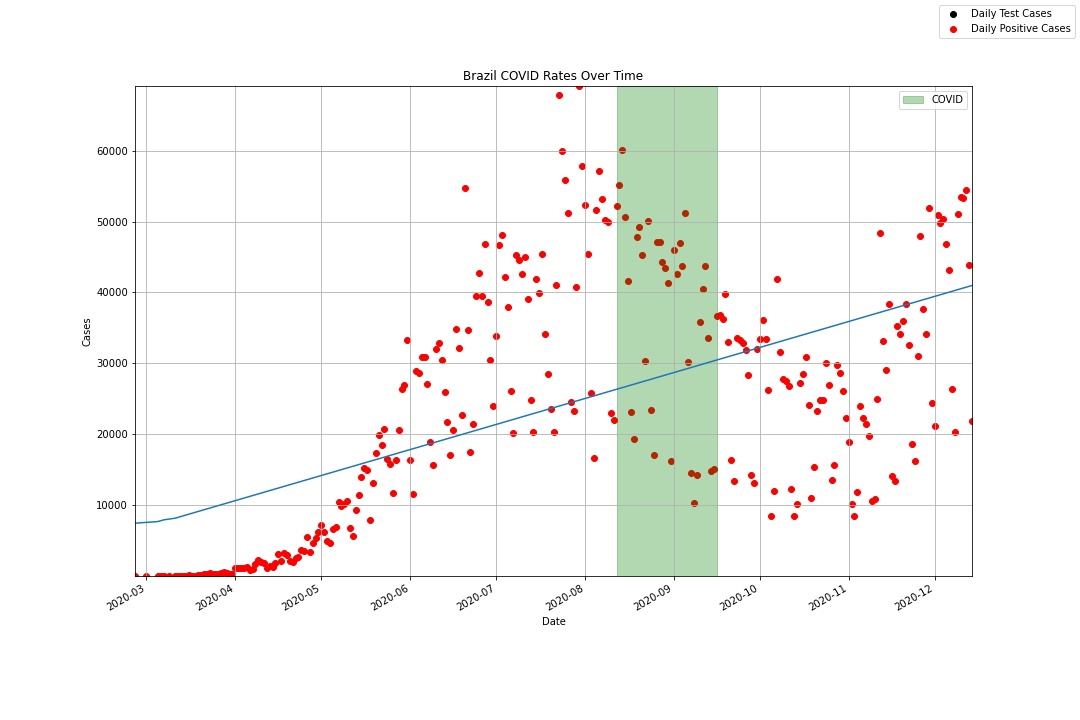 Daily Test Cases
Daily Positive Cases
Brazil COVID Rates Over Time
COVID
60000
50000
40000
30000
20000
10000
Cases
2020-03
2020-04
2020-05
2020-06
2020-07
2020-08
2020-09
2020-10
2020-11
2020-12
Date